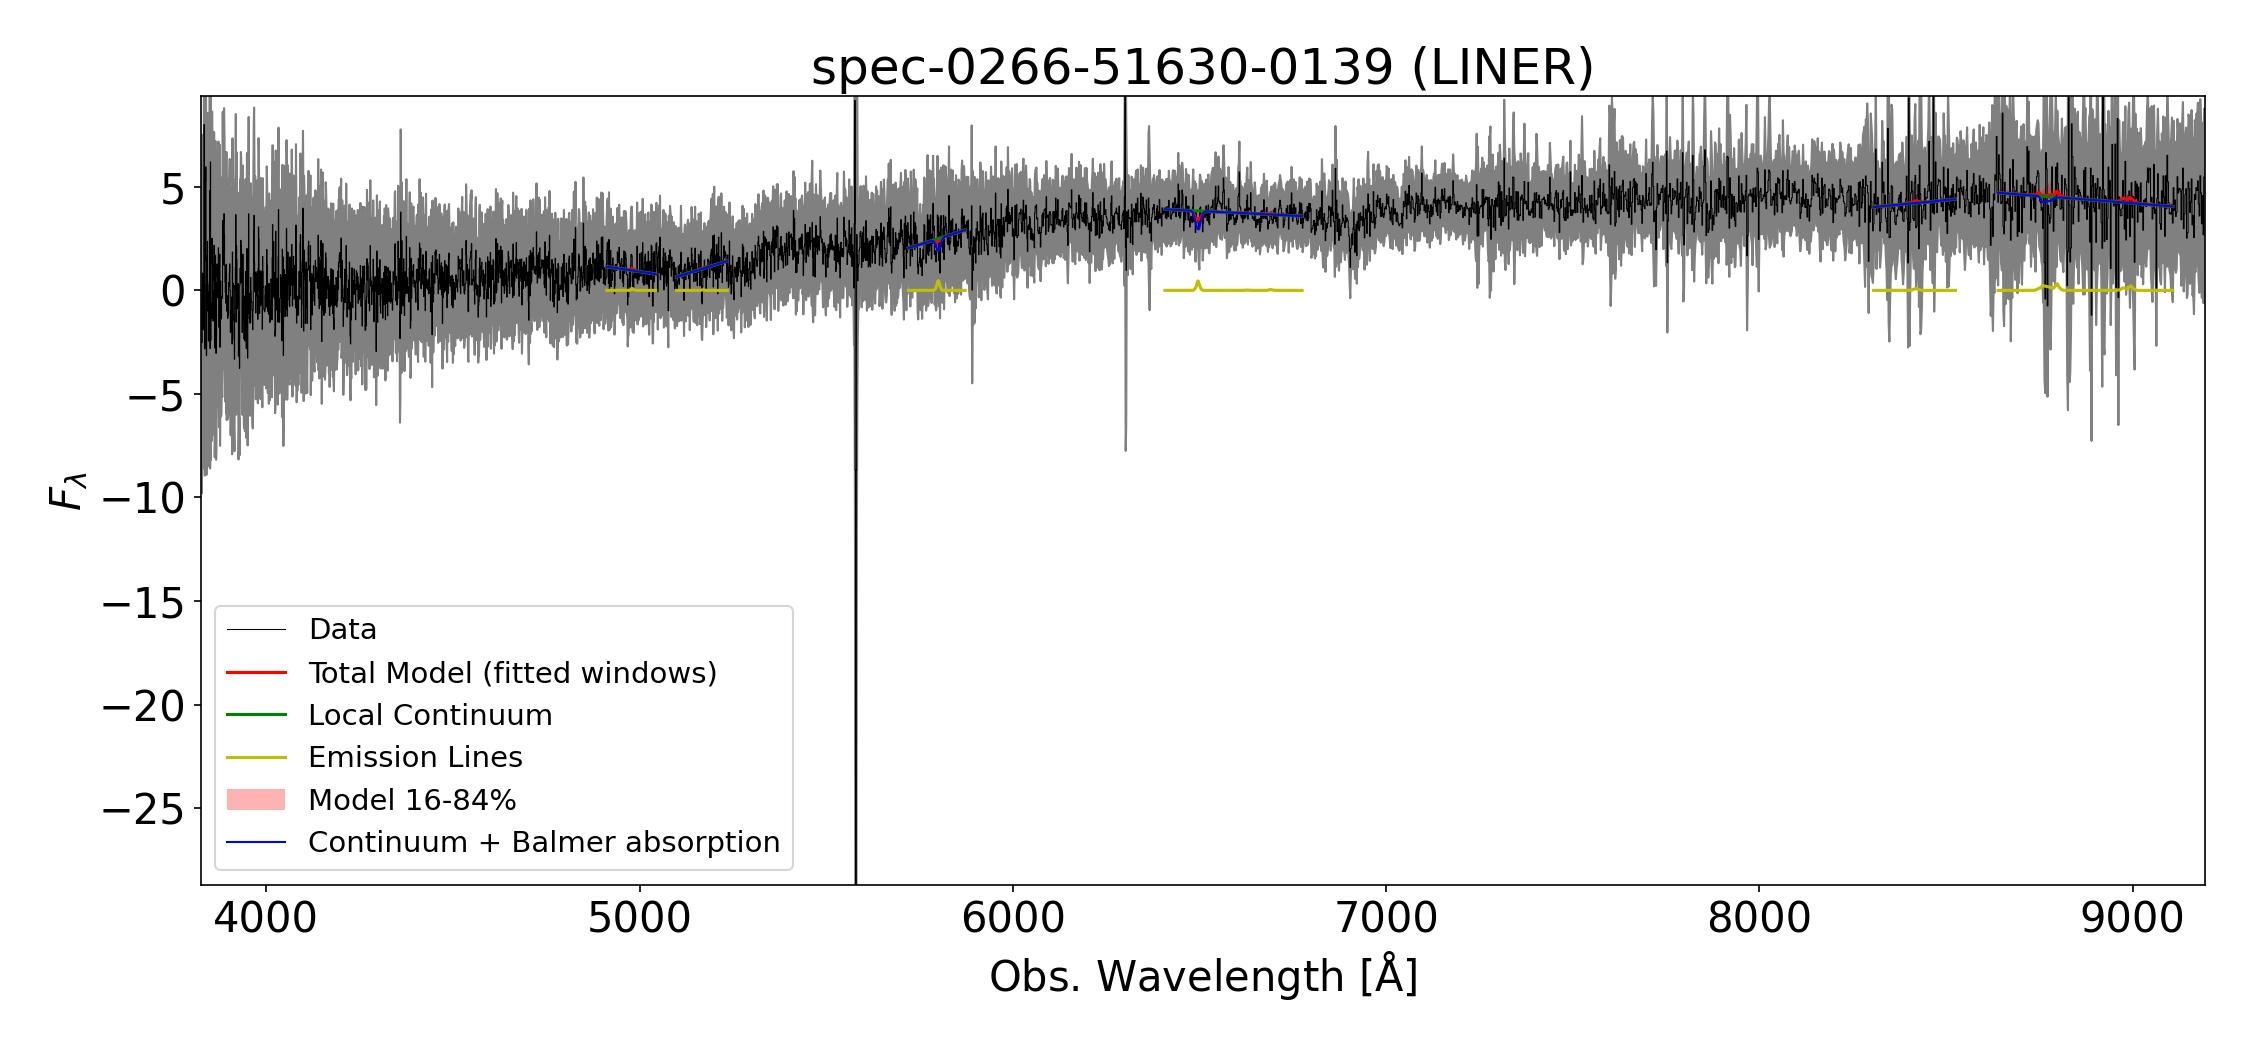 spec-0266-51630-0139 (LINER)
5
0
−5
−10
−15
−20
−25
Fλ
Data
Total Model (fitted windows)
Local Continuum
Emission Lines
Model 16-84%
Continuum + Balmer absorption
4000 5000 6000 7000 8000 9000
Obs. Wavelength [Å]